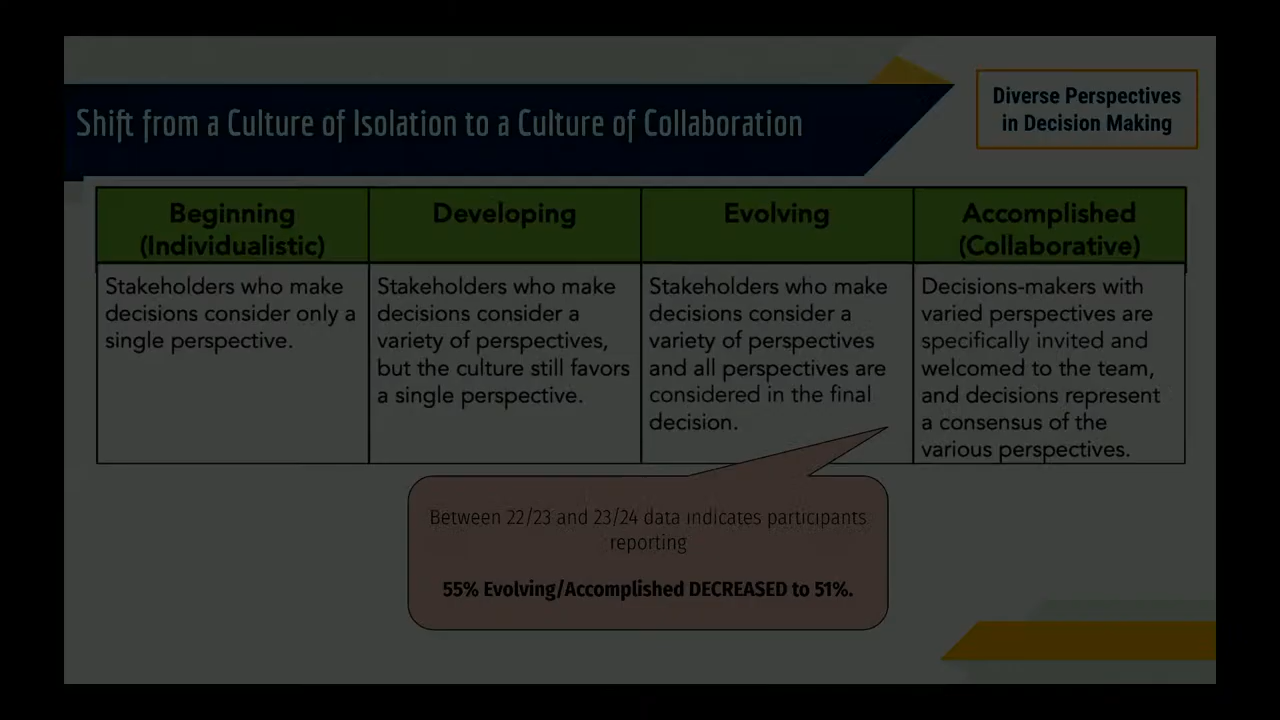 Shift from a Culture of Isolation to a Culture of Collaboration
Diverse Perspectives
in Decision Making
Beginning
(Individualistic)
Developing
Evolving
Accomplished
(Collaborative)
Stakeholders who make
decisions consider only a
single perspective.
Stakeholders who make
decisions consider a
variety of perspectives,
but the culture still favors
a single perspective.
Stakeholders who make
decisions consider a
variety of perspectives
and all perspectives are
considered in the final
decision.
Decisions-makers with
varied perspectives are
specifically invited and
welcomed to the team,
and decisions represent
a consensus of the
various perspectives.
Between 22/23 and 23/24 data indicates participants
reporting
55% Evolving/Accomplished DECREASED to 51%.